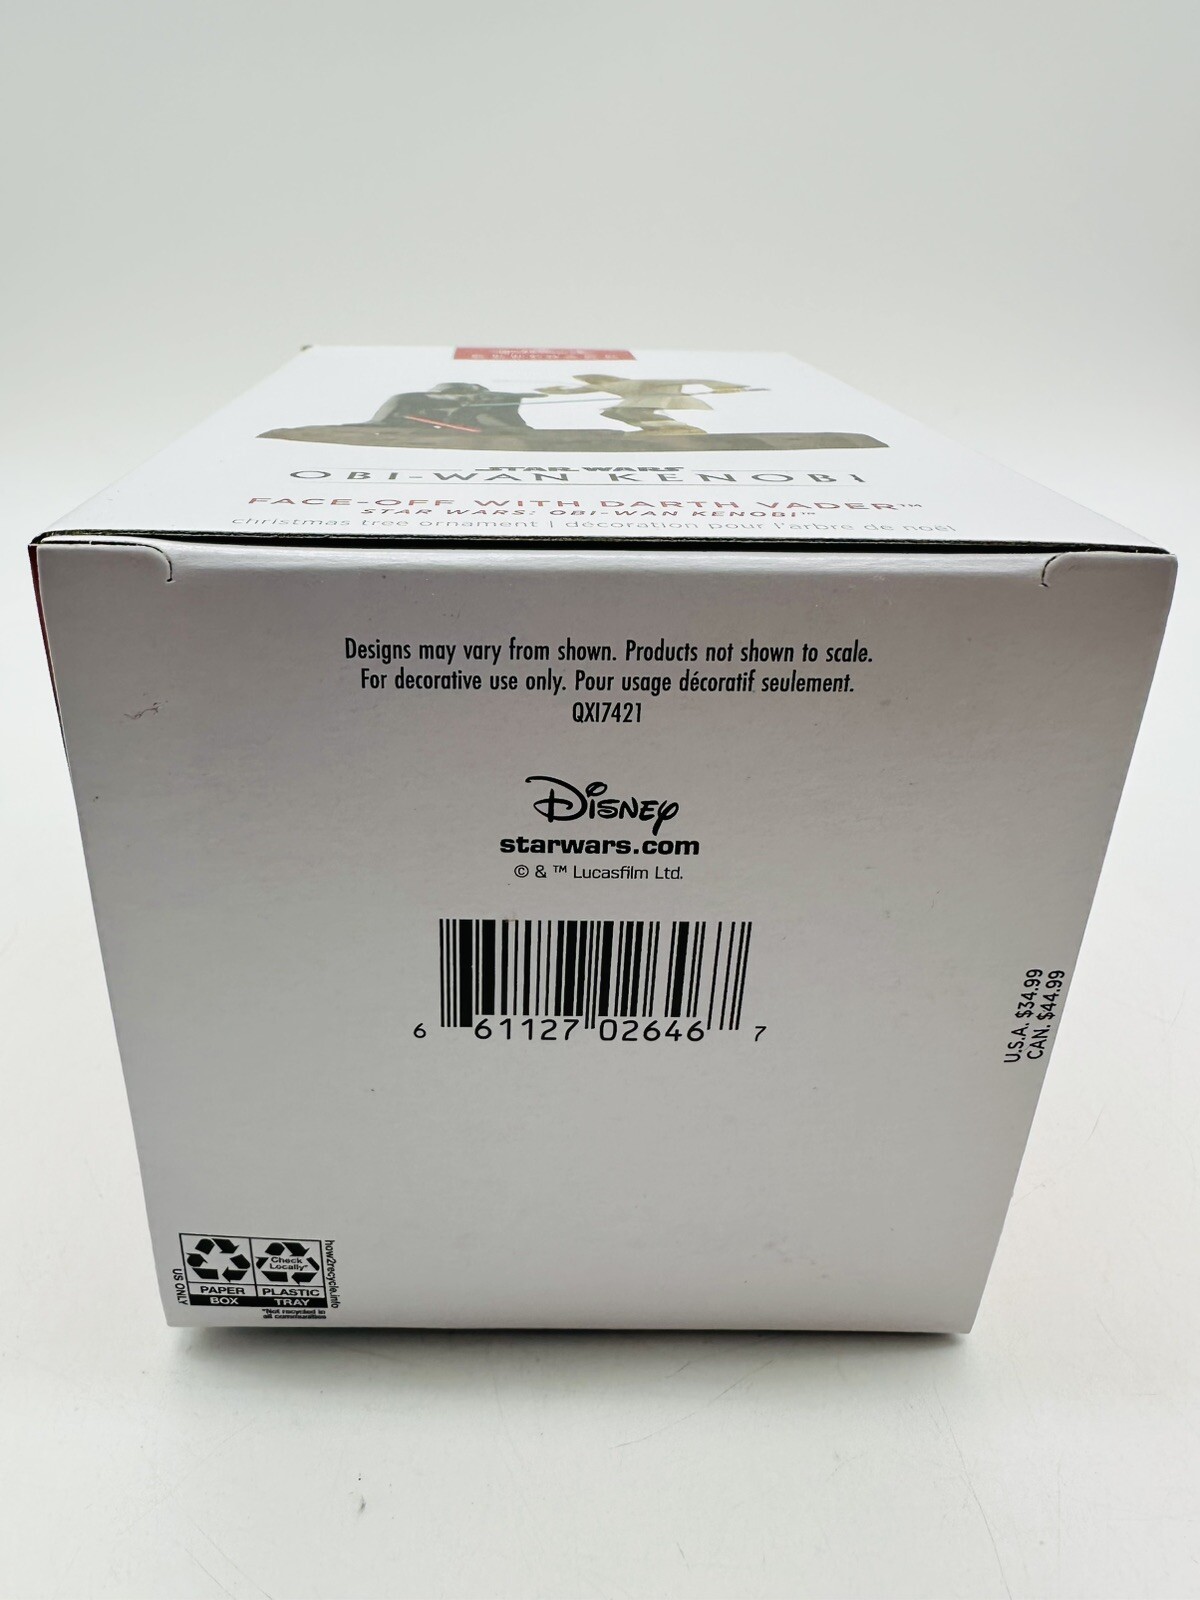 STAR WARS
OBI-WAN KENOBI
FACE-OFF WITH DARTH VADER™
STAR WARS: OBI-WAN KENOBI™
christmas tree ornament | décoration pour l'arbre de noël
Designs may vary from shown. Products not shown to scale.
For decorative use only. Pour usage décoratif seulement.
QXI7421
Disney
starwars.com
© & ™ Lucasfilm Ltd.
6 61127 02646 7
U.S.A. $34.99
CAN. $44.99
US ONLY
Check
Locally*
PAPER
BOX
PLASTIC
TRAY
*Not recycled in
all communities
how2recycle.info